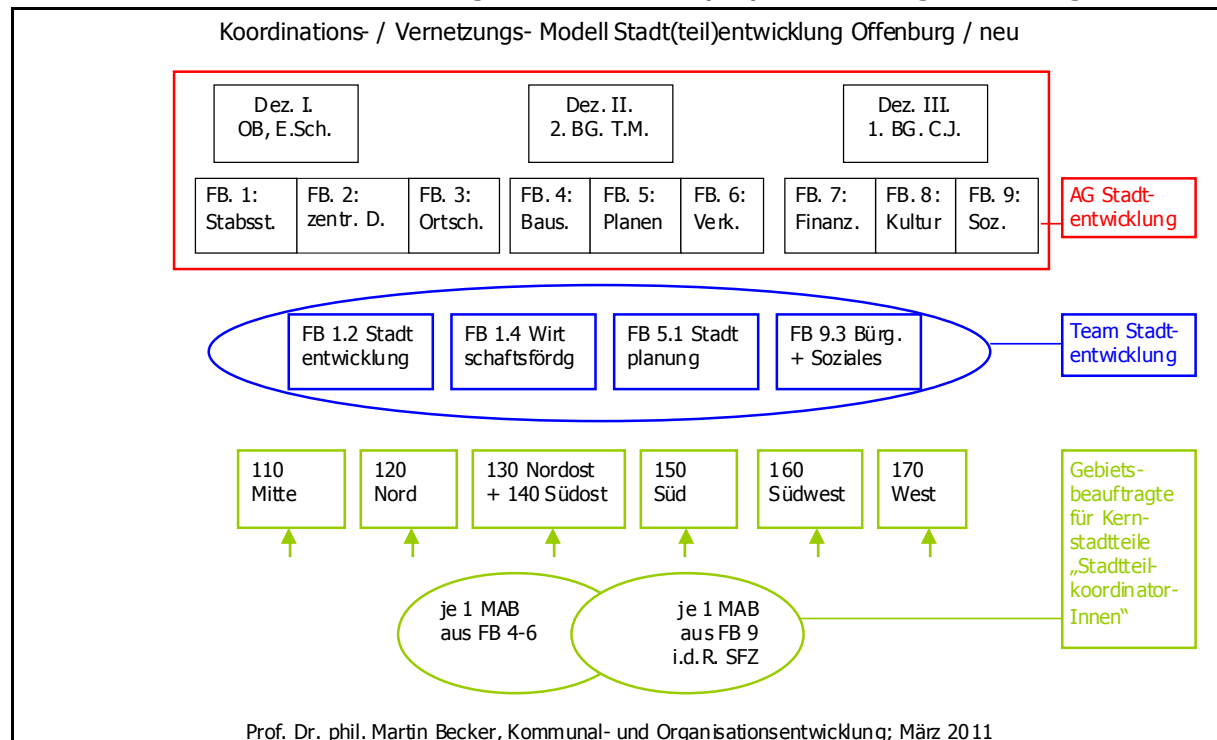 Koordinations- / Vernetzungs- Modell Stadt(teil)entwicklung Offenburg / neu
Dez. I.
OB, E.Sch.
Dez. II.
2. BG. T.M.
Dez. III.
1. BG. C.J.
FB. 1:
Stabsst.
FB. 2:
zentr. D.
FB. 3:
Ortsch.
FB. 4:
Baus.
FB. 5:
Planen
FB. 6:
Verk.
FB. 7:
Finanz.
FB. 8:
Kultur
FB. 9:
Soz.
AG Stadt-
entwicklung
FB 1.2 Stadt
entwicklung
FB 1.4 Wirt
schaftsfördg
FB 5.1 Stadt
planung
FB 9.3 Bürg.
+ Soziales
Team Stadt-
entwicklung
110
Mitte
120
Nord
130 Nordost
+ 140 Südost
150
Süd
160
Südwest
170
West
Gebiets-
beauftragte
für Kern-
stadtteile
„Stadtteil-
koordinator-
Innen“
je 1 MAB
aus FB 4-6
je 1 MAB
aus FB 9
i.d.R. SFZ
Prof. Dr. phil. Martin Becker, Kommunal- und Organisationsentwicklung; März 2011